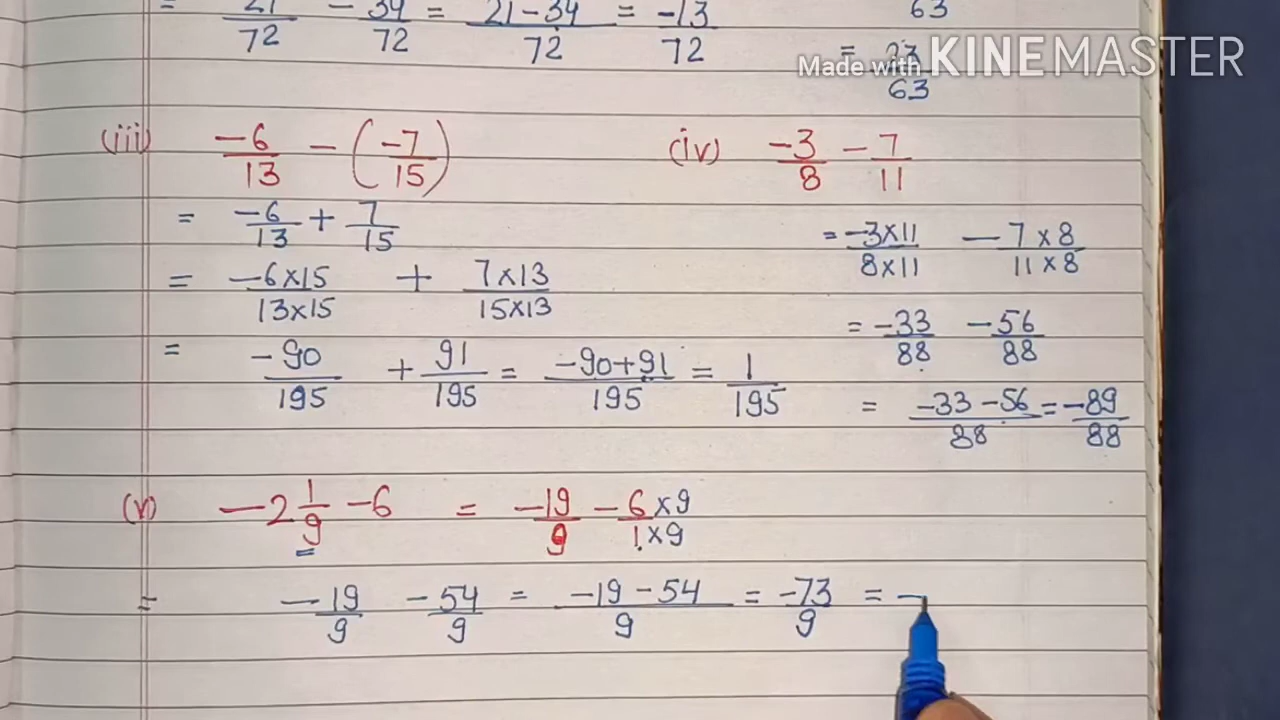 = 21/72 - 34/72 = 21-34/72 = -13/72
63
= 23/63
Made with KINEMASTER
(iii) -6/13 - (-7/15)
= -6/13 + 7/15
= -6×15/13×15 + 7×13/15×13
= -90/195 + 91/195 = -90+91/195 = 1/195
(iv) -3/8 - 7/11
= -3×11/8×11 - 7×8/11×8
= -33/88 -56/88
= -33-56/88 = -89/88
(v) -2 1/9 -6 = -19/9 - 6×9/1×9
= -19/9 -54/9 = -19-54/9 = -73/9 = -